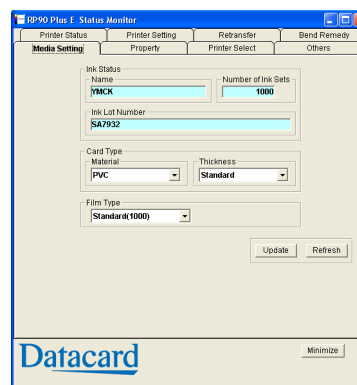 RP90 Plus E Status Monitor
Printer Status Printer Setting Retransfer Bend Remedy
Media Setting Property Printer Select Others
Ink Status
Name Number of Ink Sets
YMCK 1000
Ink Lot Number
SA7932
Card Type
Material Thickness
PVC Standard
Film Type
Standard(1000)
Update Refresh
Datacard Minimize